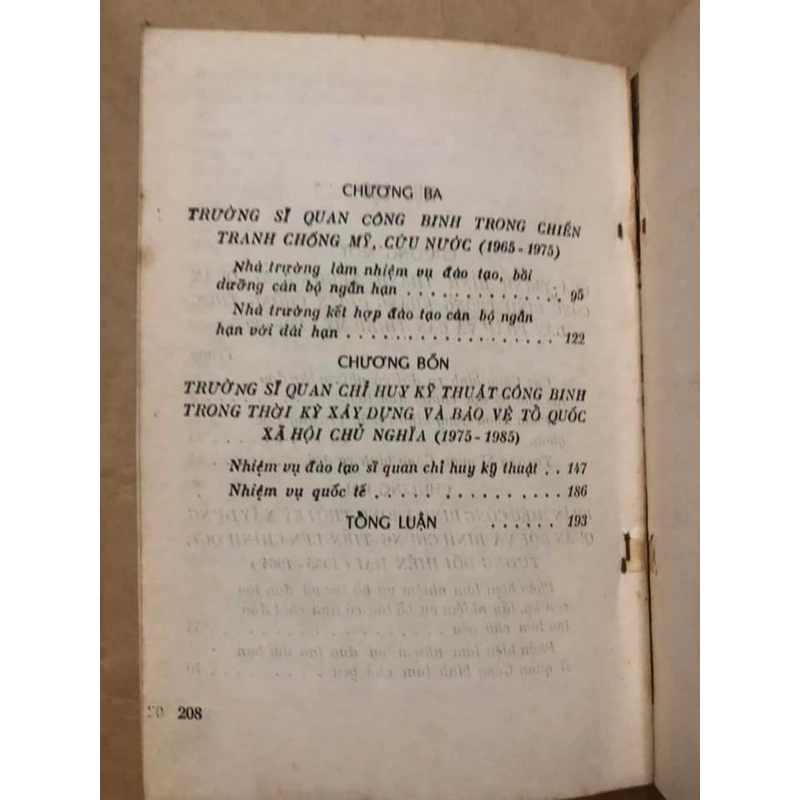 CHƯƠNG BA
TRƯỜNG SĨ QUAN CÔNG BINH TRONG CHIẾN
TRANH CHỐNG MỸ, CỨU NƯỚC (1965-1975)
Nhà trường làm nhiệm vụ đào tạo, bồi
dưỡng cán bộ ngắn hạn . . . . . . . . . . . . 95
Nhà trường kết hợp đào tạo cán bộ ngắn
hạn với dài hạn . . . . . . . . . . . . . . . . 122
CHƯƠNG BỐN
TRƯỜNG SĨ QUAN CHỈ HUY KỸ THUẬT CÔNG BINH
TRONG THỜI KỲ XÂY DỰNG VÀ BẢO VỆ TỔ QUỐC
XÃ HỘI CHỦ NGHĨA (1975-1985)
Nhiệm vụ đào tạo sĩ quan chỉ huy kỹ thuật . . 147
Nhiệm vụ quốc tế . . . . . . . . . . . . . 186
TỔNG LUẬN . . . . . . 193
208